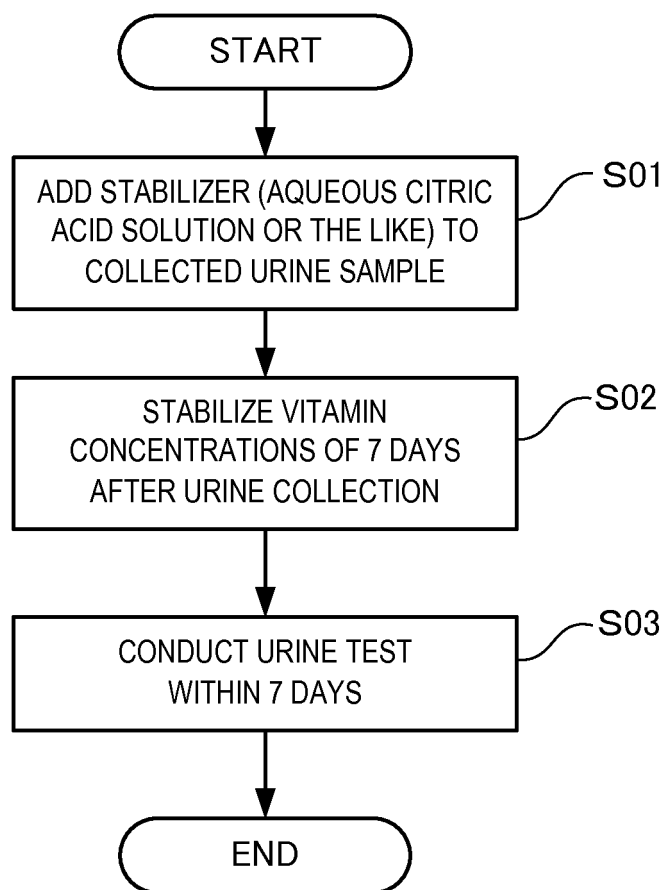 START
ADD STABILIZER (AQUEOUS CITRIC
ACID SOLUTION OR THE LIKE) TO
COLLECTED URINE SAMPLE
S01
STABILIZE VITAMIN
CONCENTRATIONS OF 7 DAYS
AFTER URINE COLLECTION
S02
CONDUCT URINE TEST
WITHIN 7 DAYS
S03
END